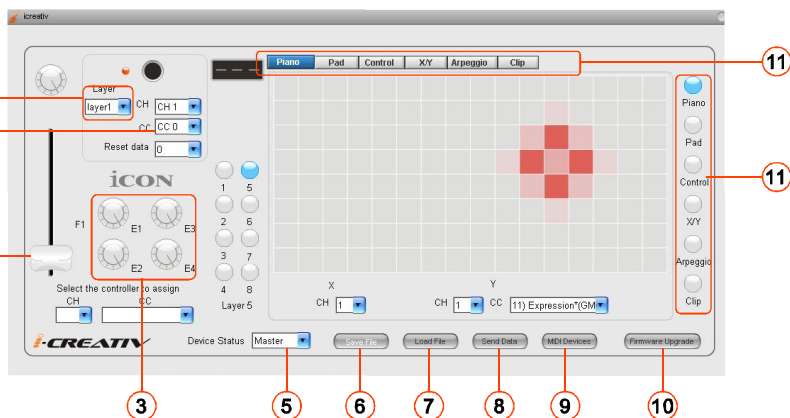 icreativ
Piano Pad Control X/Y Arpeggio Clip
11
Layer
layer1
CH CH 1
CC CC 0
Reset data 0
iCON
F1
E1
E3
E2
E4
Select the controller to assign
CH CC
1 5
2 6
3 7
4 8
Layer 5
X
CH 1
Y
CH 1 CC 11) Expression*(GM
Piano
Pad
Control
X/Y
Arpeggio
Clip
11
i-CREATIV
Device Status Master
Save File
Load File
Send Data
MIDI Devices
Firmware Upgrade
3
5
6
7
8
9
10